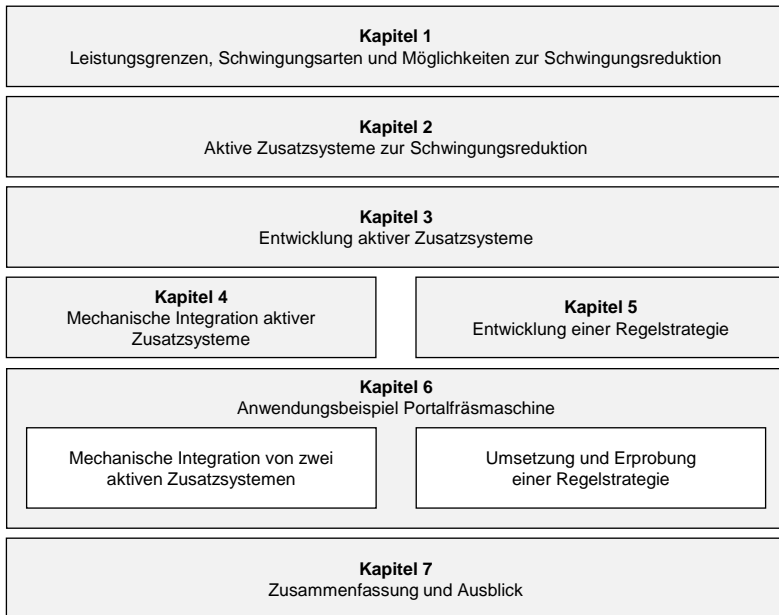 Kapitel 1
Leistungsgrenzen, Schwingungsarten und Möglichkeiten zur Schwingungsreduktion
Kapitel 2
Aktive Zusatzsysteme zur Schwingungsreduktion
Kapitel 3
Entwicklung aktiver Zusatzsysteme
Kapitel 4
Mechanische Integration aktiver
Zusatzsysteme
Kapitel 5
Entwicklung einer Regelstrategie
Kapitel 6
Anwendungsbeispiel Portalfräsmaschine
Mechanische Integration von zwei
aktiven Zusatzsystemen
Umsetzung und Erprobung
einer Regelstrategie
Kapitel 7
Zusammenfassung und Ausblick